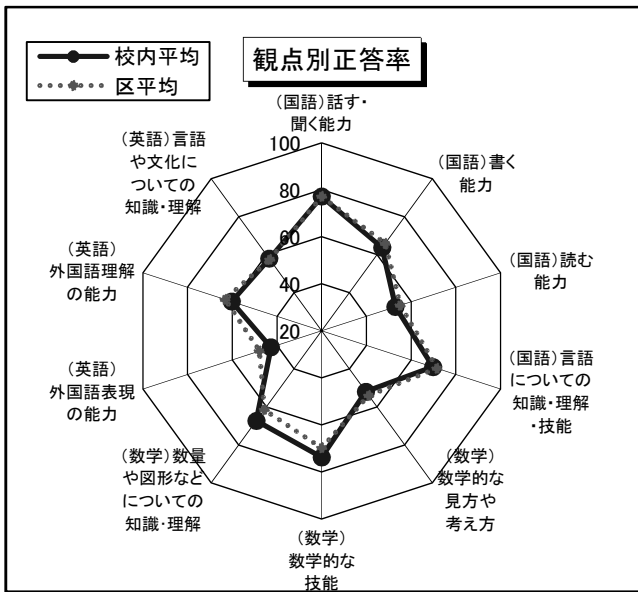 校内平均
区平均
観点別正答率
(国語)話す・
聞く能力
(国語)書く
能力
(国語)読む
能力
(国語)言語
についての
知識・理解
・技能
(数学)
数学的な
見方や
考え方
(数学)
数学的な
技能
(数学)数量
や図形など
についての
知識・理解
(英語)
外国語表現
の能力
(英語)
外国語理解
の能力
(英語)言語
や文化に
ついての
知識・理解
100
80
60
40
20